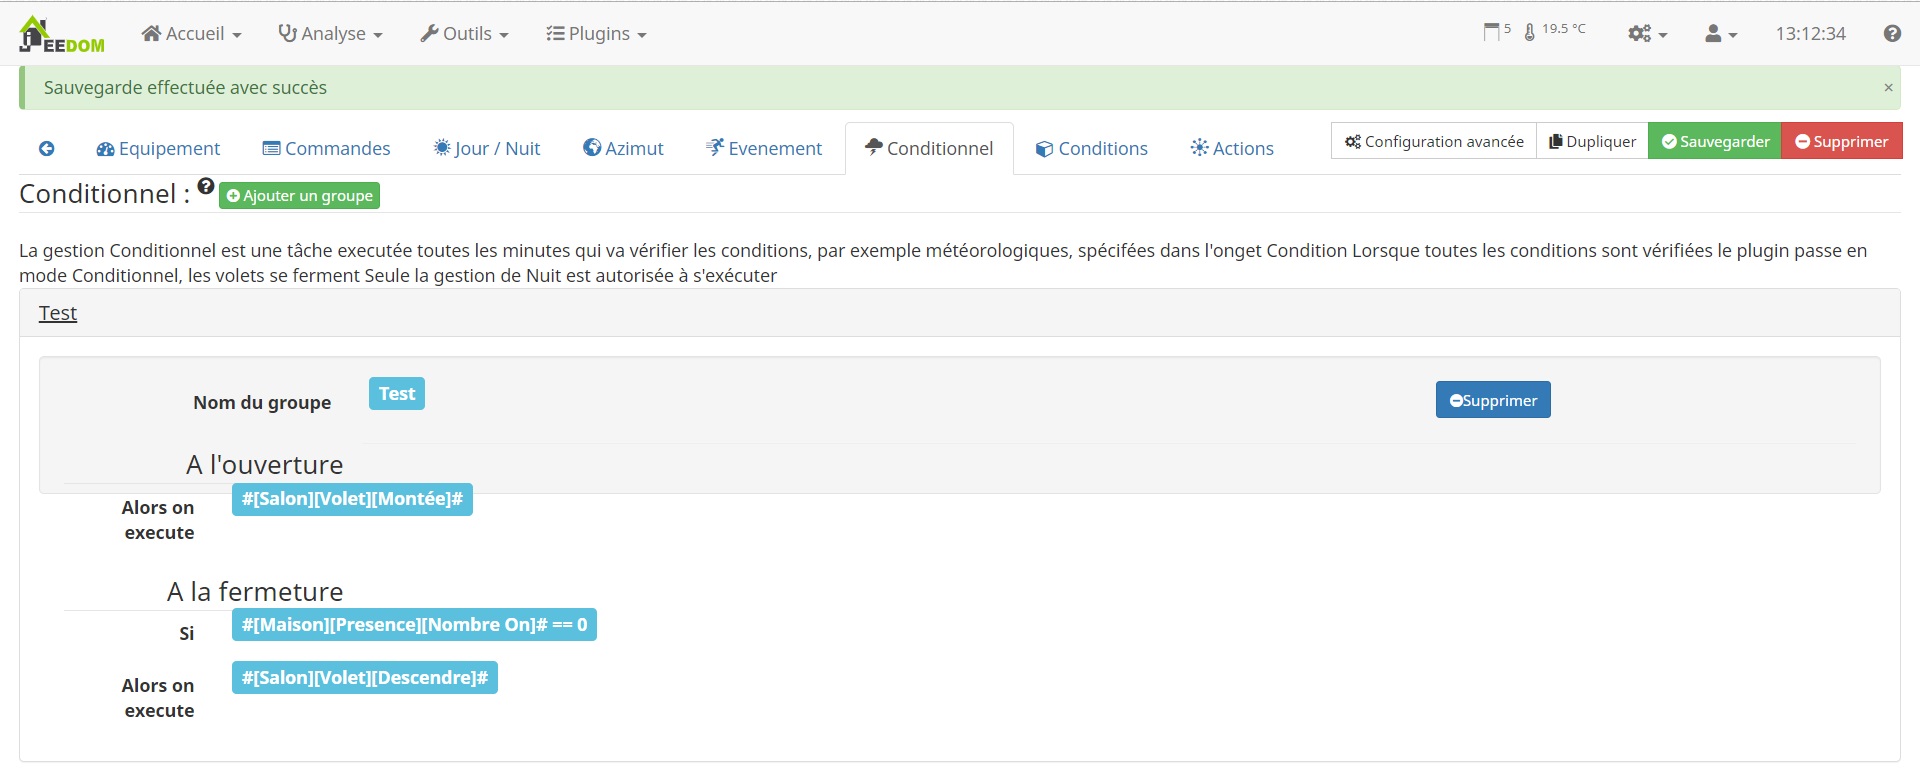 JEEDOM
Accueil
Analyse
Outils
Plugins
5
19.5 °C
13:12:34
Sauvegarde effectuée avec succès
×
Equipement
Commandes
Jour / Nuit
Azimut
Evenement
Conditionnel
Conditions
Actions
Configuration avancée
Dupliquer
Sauvegarder
Supprimer
Conditionnel :
Ajouter un groupe
La gestion Conditionnel est une tâche executée toutes les minutes qui va vérifier les conditions, par exemple météorologiques, spécifées dans l'onget Condition Lorsque toutes les conditions sont vérifiées le plugin passe en
mode Conditionnel, les volets se ferment Seule la gestion de Nuit est autorisée à s'exécuter
Test
Nom du groupe
Test
Supprimer
A l'ouverture
Alors on
execute
#[Salon][Volet][Montée]#
A la fermeture
Si
#[Maison][Presence][Nombre On]# == 0
Alors on
execute
#[Salon][Volet][Descendre]#